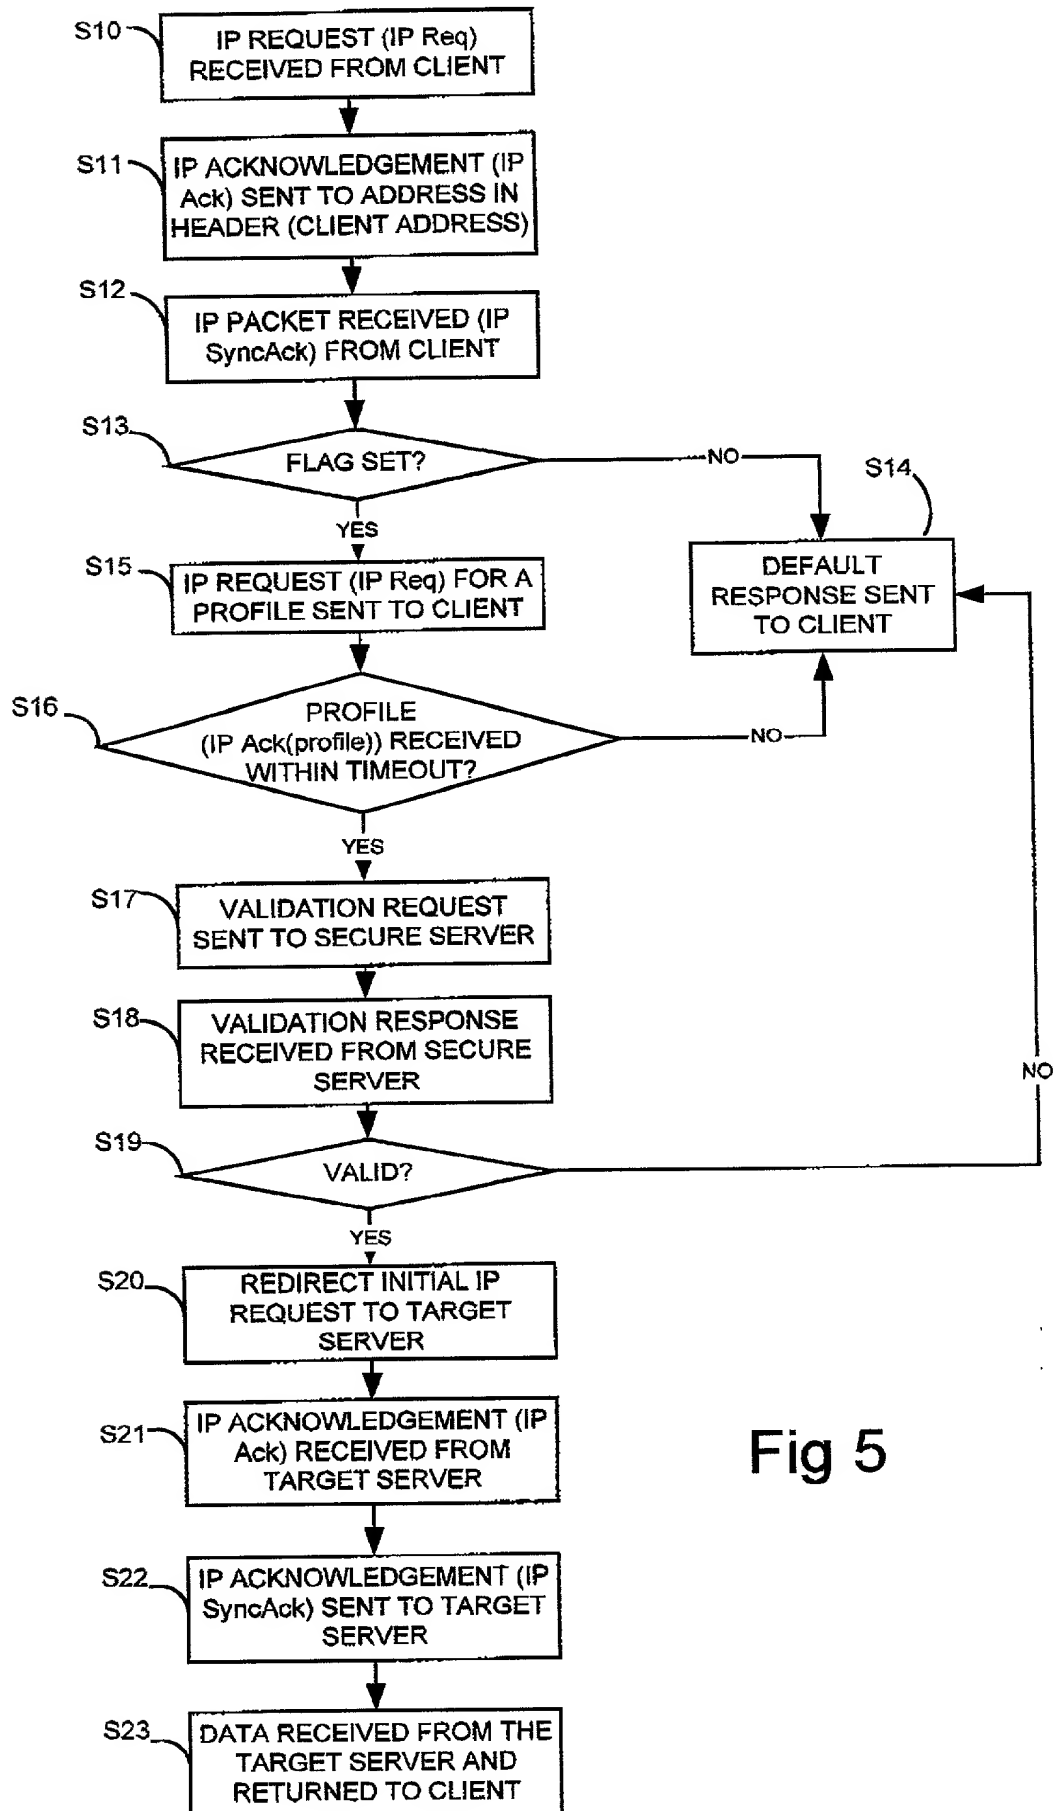 S10
IP REQUEST (IP Req)
RECEIVED FROM CLIENT
S11
IP ACKNOWLEDGEMENT (IP
Ack) SENT TO ADDRESS IN
HEADER (CLIENT ADDRESS)
S12
IP PACKET RECEIVED (IP
SyncAck) FROM CLIENT
S13
FLAG SET?
NO
S14
YES
DEFAULT
RESPONSE SENT
TO CLIENT
S15
IP REQUEST (IP Req) FOR A
PROFILE SENT TO CLIENT
S16
PROFILE
(IP Ack(profile)) RECEIVED
WITHIN TIMEOUT?
NO
YES
S17
VALIDATION REQUEST
SENT TO SECURE SERVER
S18
VALIDATION RESPONSE
RECEIVED FROM SECURE
SERVER
NO
S19
VALID?
YES
S20
REDIRECT INITIAL IP
REQUEST TO TARGET
SERVER
S21
IP ACKNOWLEDGEMENT (IP
Ack) RECEIVED FROM
TARGET SERVER
Fig 5
S22
IP ACKNOWLEDGEMENT (IP
SyncAck) SENT TO TARGET
SERVER
S23
DATA RECEIVED FROM THE
TARGET SERVER AND
RETURNED TO CLIENT